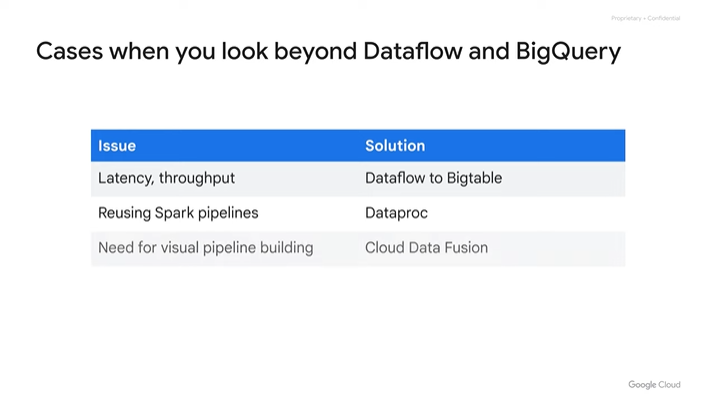 Proprietary + Confidential
Cases when you look beyond Dataflow and BigQuery
Issue Solution
Latency, throughput Dataflow to Bigtable
Reusing Spark pipelines Dataproc
Need for visual pipeline building Cloud Data Fusion
Google Cloud